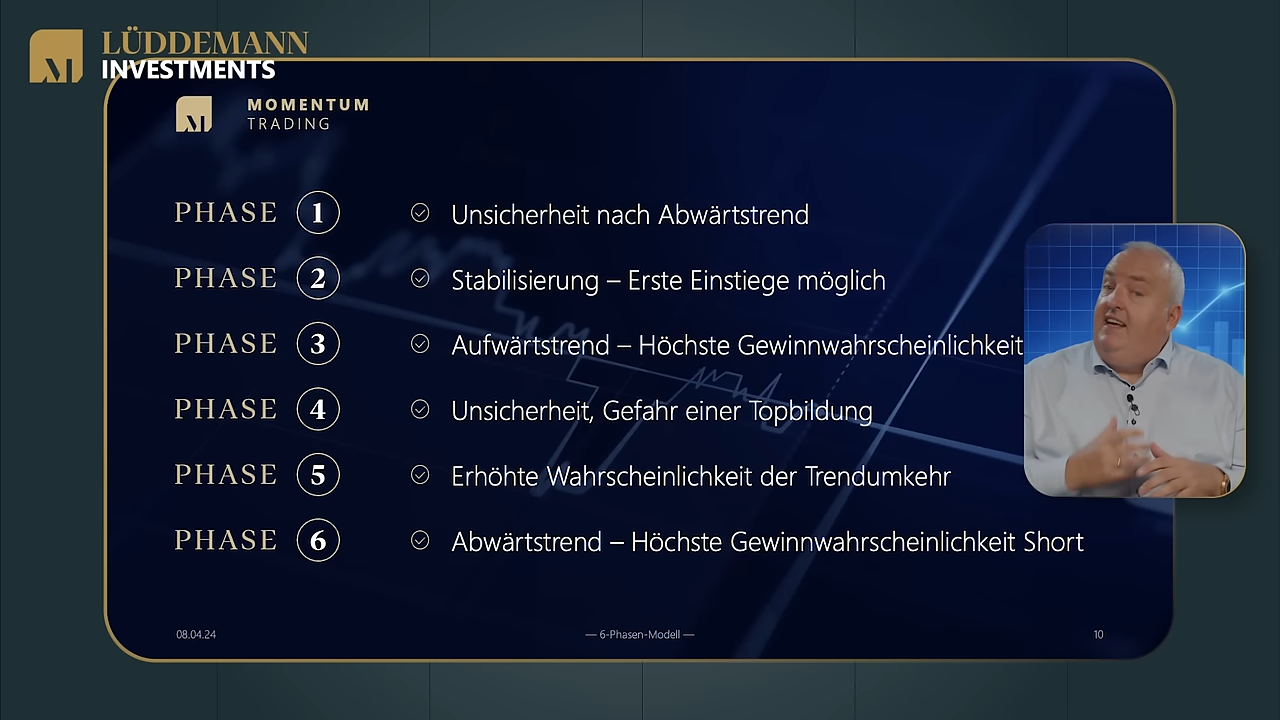 LÜDDEMANN
INVESTMENTS
MOMENTUM
TRADING
PHASE 1 Unsicherheit nach Abwärtstrend
PHASE 2 Stabilisierung – Erste Einstiege möglich
PHASE 3 Aufwärtstrend – Höchste Gewinnwahrscheinlichkeit
PHASE 4 Unsicherheit, Gefahr einer Topbildung
PHASE 5 Erhöhte Wahrscheinlichkeit der Trendumkehr
PHASE 6 Abwärtstrend – Höchste Gewinnwahrscheinlichkeit Short
08.04.24 — 6-Phasen-Modell — 10